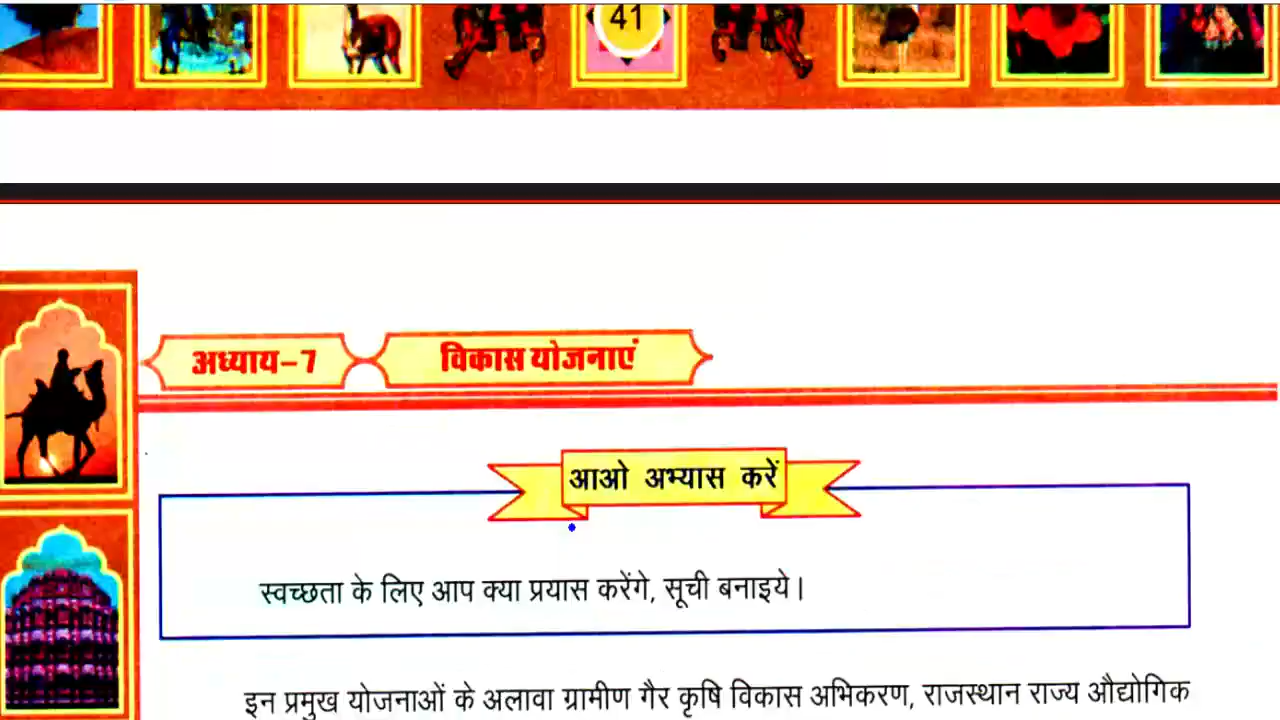 41
अध्याय–7 विकास योजनाएं
आओ अभ्यास करें
स्वच्छता के लिए आप क्या प्रयास करेंगे, सूची बनाइये।
इन प्रमुख योजनाओं के अलावा ग्रामीण गैर कृषि विकास अभिकरण, राजस्थान राज्य औद्योगिक